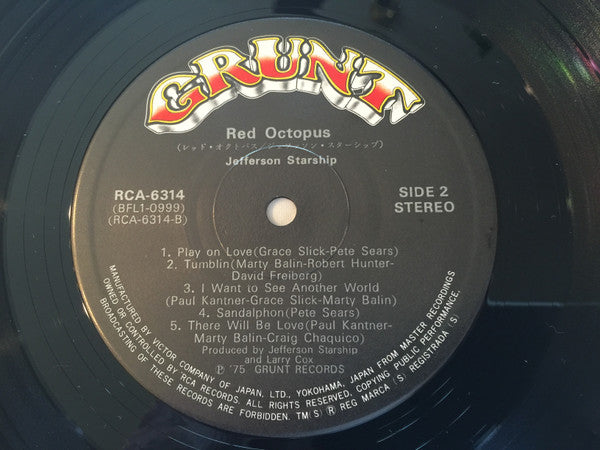 GRUNT
Red Octopus
(レッド・オクトパス/ジェファーソン・スターシップ)
Jefferson Starship
RCA-6314
(BFL1-0999)
(RCA-6314-B)
SIDE 2
STEREO
1. Play on Love(Grace Slick-Pete Sears)
2. Tumblin(Marty Balin-Robert Hunter-
David Freiberg)
3. I Want to See Another World
(Paul Kantner-Grace Slick-Marty Balin)
4. Sandalphon(Pete Sears)
5. There Will Be Love(Paul Kantner-
Marty Balin-Craig Chaquico)
Produced by Jefferson Starship
and Larry Cox
℗ '75 GRUNT RECORDS
MANUFACTURED BY VICTOR COMPANY OF JAPAN, LTD., YOKOHAMA, JAPAN FROM MASTER RECORDINGS
OWNED OR CONTROLLED BY RCA RECORDS. ALL RIGHTS RESERVED. COPYING PUBLIC PERFORMANCE,
BROADCASTING OF THESE RECORDS ARE FORBIDDEN. TM(S) ® REG MARCA (S) REGISTRADA (S)